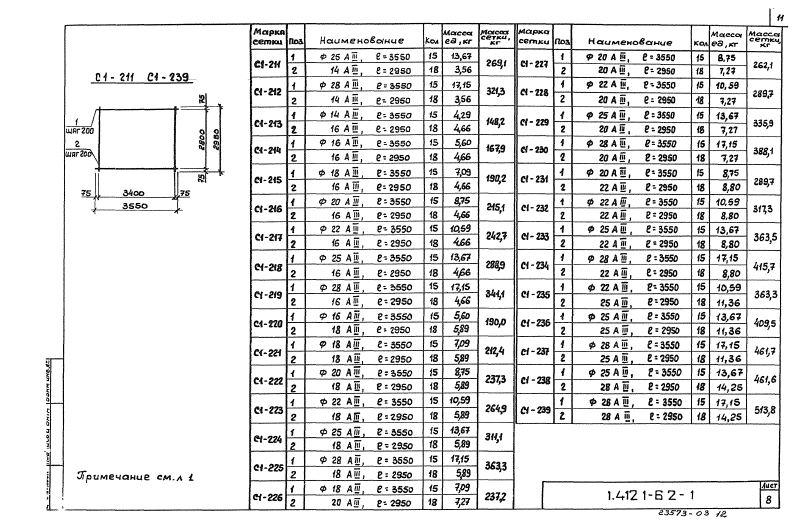 11
С1-211 С1-239
1
шаг 200
2
шаг 200
75
2800
2950
75
75 3400 75
3550
Примечание см. л 1
Марка сетки Поз Наименование Кол Масса ед, кг Масса сетки, кг
С1-211 1 Ф 25 А III, ℓ=3550 15 13,67 269,1
2 14 А III, ℓ=2950 18 3,56
С1-212 1 Ф 28 А III, ℓ=3550 15 17,15 321,3
2 14 А III, ℓ=2950 18 3,56
С1-213 1 Ф 14 А III, ℓ=3550 15 4,29 148,2
2 16 А III, ℓ=2950 18 4,66
С1-214 1 Ф 16 А III, ℓ=3550 15 5,60 167,9
2 16 А III, ℓ=2950 18 4,66
С1-215 1 Ф 18 А III, ℓ=3550 15 7,09 190,2
2 16 А III, ℓ=2950 18 4,66
С1-216 1 Ф 20 А III, ℓ=3550 15 8,75 215,1
2 16 А III, ℓ=2950 18 4,66
С1-217 1 Ф 22 А III, ℓ=3550 15 10,59 242,7
2 16 А III, ℓ=2950 18 4,66
С1-218 1 Ф 25 А III, ℓ=3550 15 13,67 288,9
2 16 А III, ℓ=2950 18 4,66
С1-219 1 Ф 28 А III, ℓ=3550 15 17,15 341,1
2 16 А III, ℓ=2950 18 4,66
С1-220 1 Ф 16 А III, ℓ=3550 15 5,60 190,0
2 18 А III, ℓ=2950 18 5,89
С1-221 1 Ф 18 А III, ℓ=3550 15 7,09 212,4
2 18 А III, ℓ=2950 18 5,89
С1-222 1 Ф 20 А III, ℓ=3550 15 8,75 237,3
2 18 А III, ℓ=2950 18 5,89
С1-223 1 Ф 22 А III, ℓ=3550 15 10,59 264,9
2 18 А III, ℓ=2950 18 5,89
С1-224 1 Ф 25 А III, ℓ=3550 15 13,67 311,1
2 18 А III, ℓ=2950 18 5,89
С1-225 1 Ф 28 А III, ℓ=3550 15 17,15 363,3
2 18 А III, ℓ=2950 18 5,89
С1-226 1 Ф 18 А III, ℓ=3550 15 7,09 237,2
2 20 А III, ℓ=2950 18 7,27
Марка сетки Поз Наименование Кол Масса ед, кг Масса сетки, кг
С1-227 1 Ф 20 А III, ℓ=3550 15 8,75 262,1
2 20 А III, ℓ=2950 18 7,27
С1-228 1 Ф 22 А III, ℓ=3550 15 10,59 289,7
2 20 А III, ℓ=2950 18 7,27
С1-229 1 Ф 25 А III, ℓ=3550 15 13,67 335,9
2 20 А III, ℓ=2950 18 7,27
С1-230 1 Ф 28 А III, ℓ=3550 15 17,15 388,1
2 20 А III, ℓ=2950 18 7,27
С1-231 1 Ф 20 А III, ℓ=3550 15 8,75 289,7
2 22 А III, ℓ=2950 18 8,80
С1-232 1 Ф 22 А III, ℓ=3550 15 10,59 317,3
2 22 А III, ℓ=2950 18 8.80
С1-233 1 Ф 25 А III, ℓ=3550 15 13,67 363,5
2 22 А III, ℓ=2950 18 8,80
С1-234 1 Ф 28 А III, ℓ=3550 15 17,15 415,7
2 22 А III, ℓ=2950 18 8,80
С1-235 1 Ф 22 А III, ℓ=3550 15 10,59 363,3
2 25 А III, ℓ=2950 18 11,36
С1-236 1 Ф 25 А III, ℓ=3550 15 13,67 409,5
2 25 А III, ℓ=2950 18 11,36
С1-237 1 Ф 28 А III, ℓ=3550 15 17,15 461,7
2 25 А III, ℓ=2950 18 11,36
С1-238 1 Ф 25 А III, ℓ=3550 15 13,67 461,6
2 28 А III, ℓ=2950 18 14,25
С1-239 1 Ф 28 А III, ℓ=3550 15 17,15 513,8
2 28 А III, ℓ=2950 18 14,25
1.412 1-6 2-1
Лист
8
23573-03 12